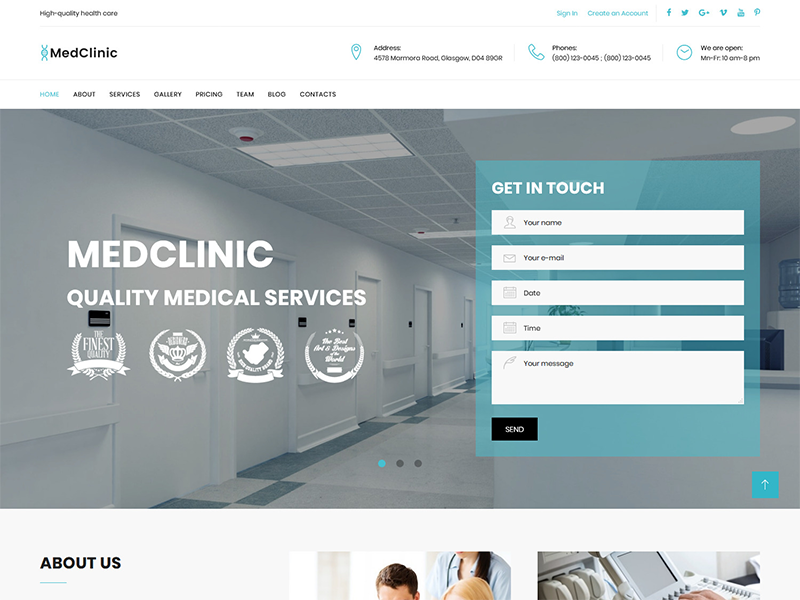 High-quality health care
Sign In
Create an Account
MedClinic
Address:
4578 Marmora Road, Glasgow, D04 89GR
Phones:
(800) 123-0045 ; (800) 123-0045
We are open:
Mn-Fr: 10 am-8 pm
HOME ABOUT SERVICES GALLERY PRICING TEAM BLOG CONTACTS
MEDCLINIC
QUALITY MEDICAL SERVICES
THE
FINEST
QUALITY
The Best
Art & Designs
of the
World
GET IN TOUCH
Your name
Your e-mail
Date
Time
Your message
SEND
ABOUT US